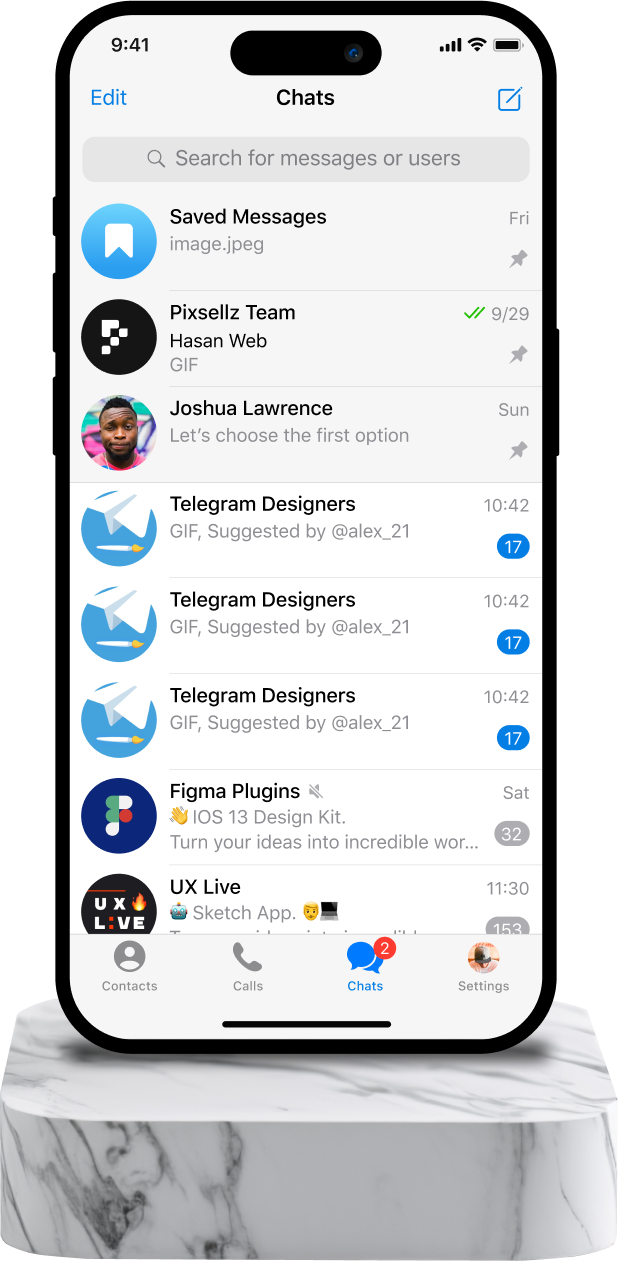 9:41
Edit
Chats
Search for messages or users
Saved Messages
Fri
image.jpeg
Pixsellz Team
9/29
Hasan Web
GIF
Joshua Lawrence
Sun
Let’s choose the first option
Telegram Designers
10:42
GIF, Suggested by @alex_21
17
Telegram Designers
10:42
GIF, Suggested by @alex_21
17
Telegram Designers
10:42
GIF, Suggested by @alex_21
17
Figma Plugins
Sat
👋 IOS 13 Design Kit.
Turn your ideas into incredible wor...
32
UX LIVE
UX Live
11:30
🤖 Sketch App. 👨‍💻
153
2
Contacts
Calls
Chats
Settings